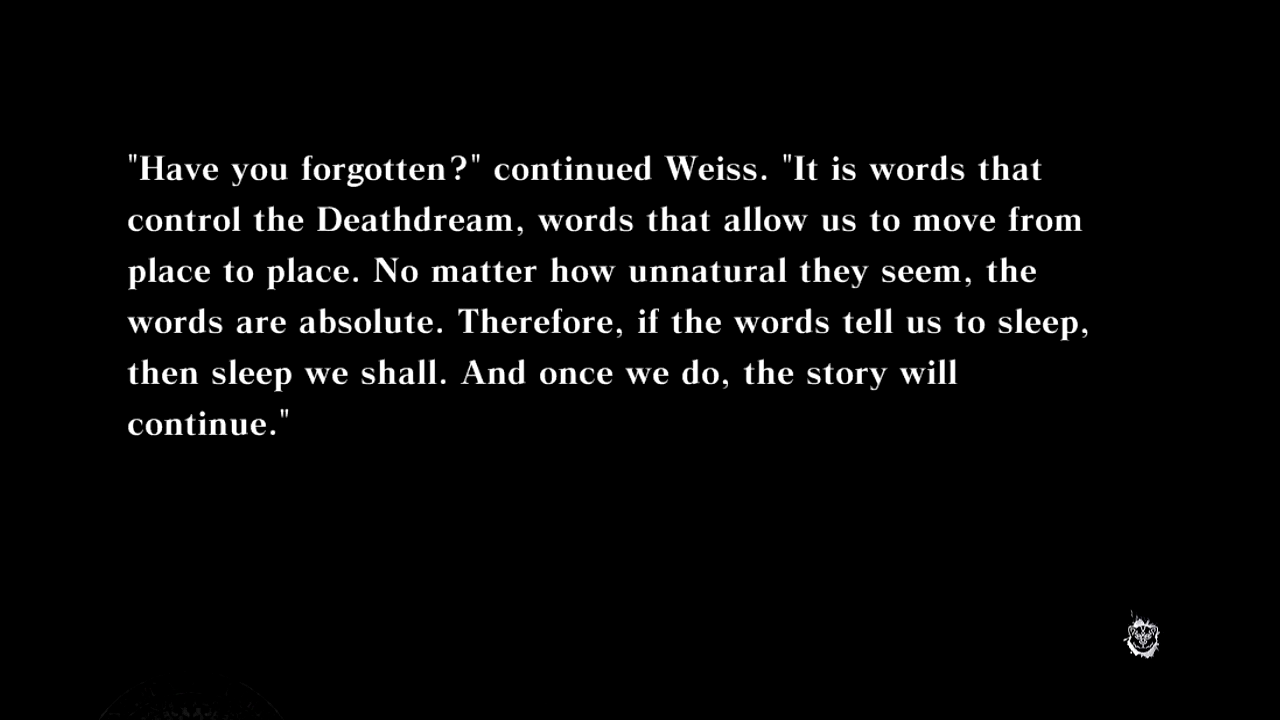 "Have you forgotten?" continued Weiss. "It is words that
control the Deathdream, words that allow us to move from
place to place. No matter how unnatural they seem, the
words are absolute. Therefore, if the words tell us to sleep,
then sleep we shall. And once we do, the story will
continue."